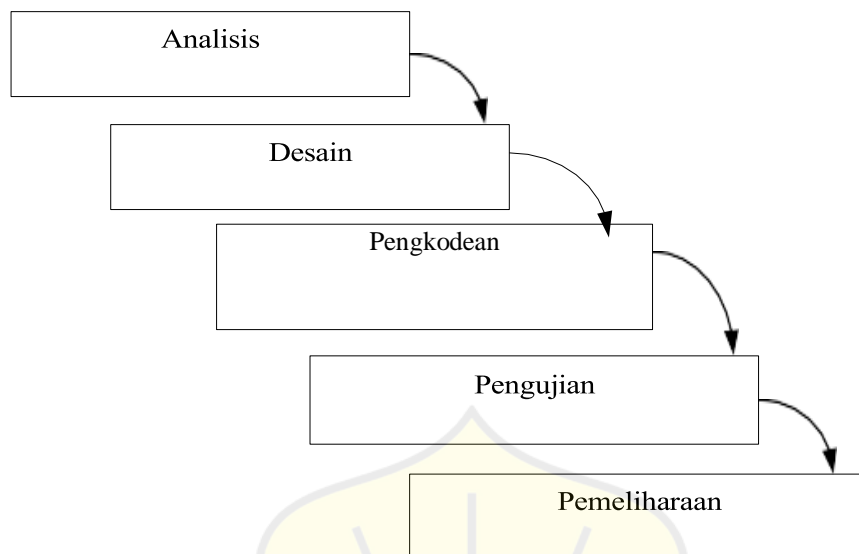 Analisis
Desain
Pengkodean
Pengujian
Pemeliharaan